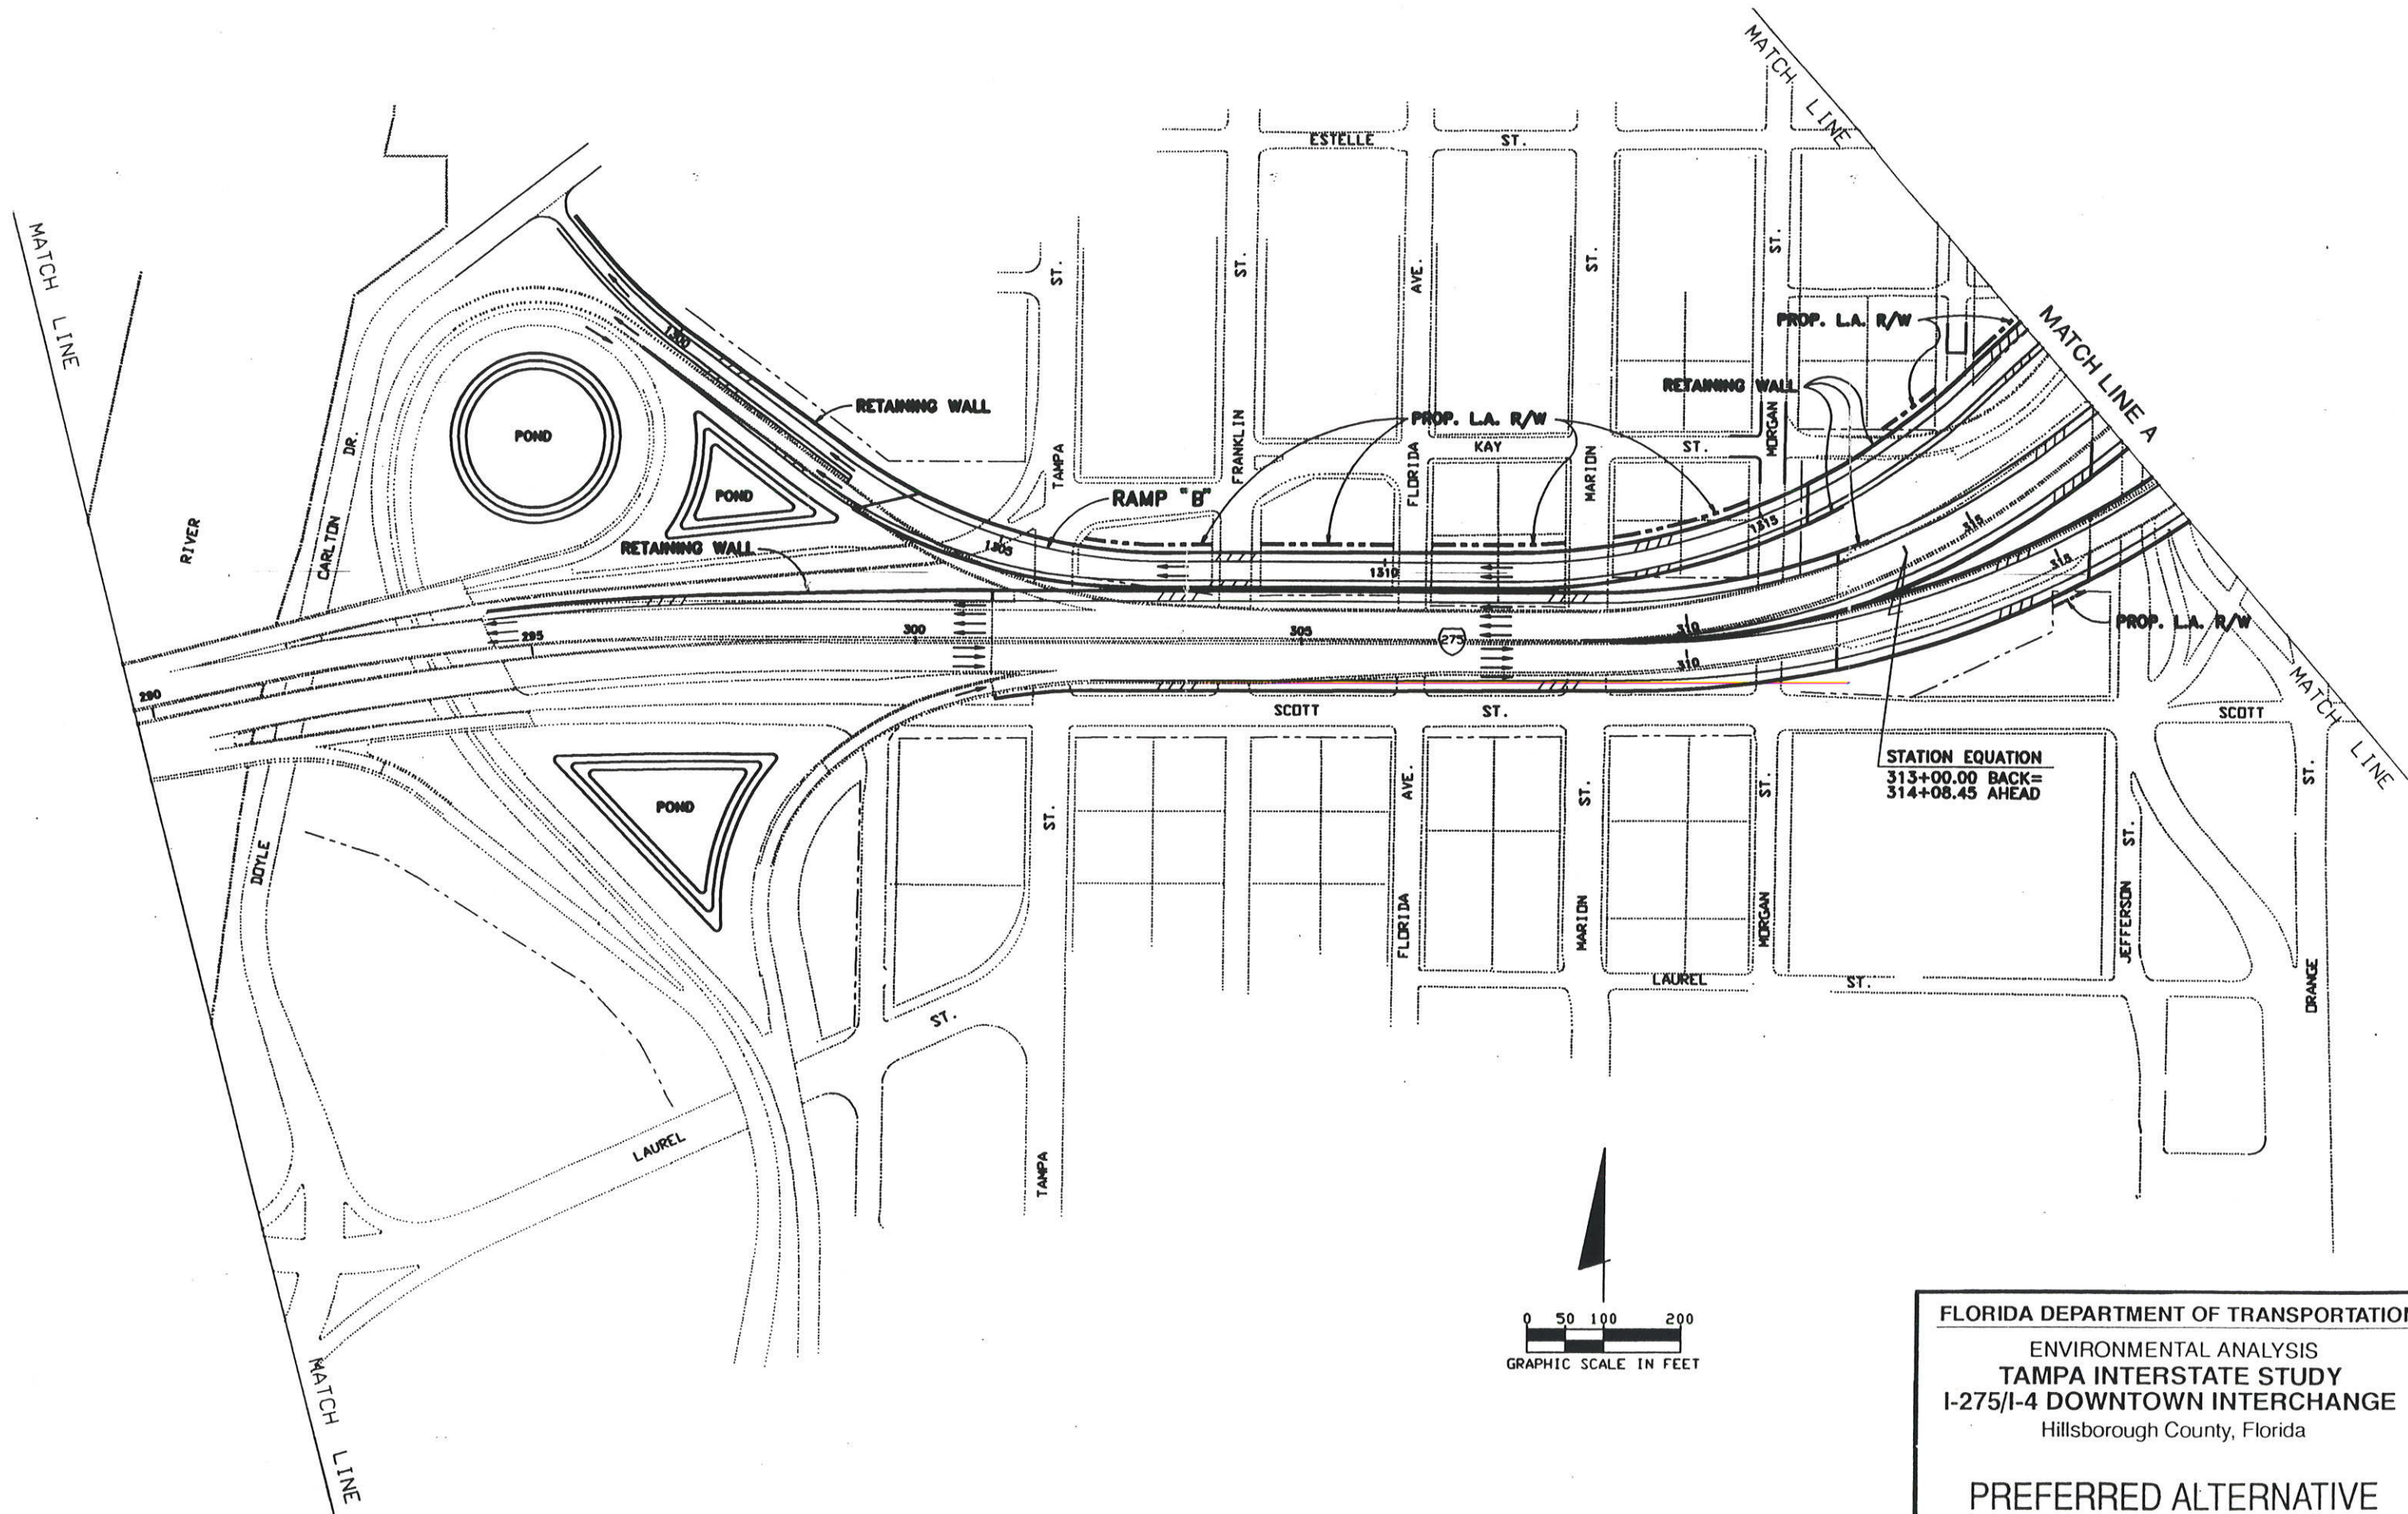 MATCH LINE
MATCH LINE
ESTELLE ST.
ST.
ST.
AVE.
ST.
ST.
MATCH LINE A
PROP. L.A. R/W
1300
RETAINING WALL
RETAINING WALL
PROP. L.A. R/W
POND
CARLTON DR.
TAMPA
FRANKLIN
FLORIDA
KAY ST.
MARION
MORGAN
POND
RAMP "B"
RIVER
RETAINING WALL
1305
1310
1315
315
315
290
295
300
305
275
310
310
PROP. L.A. R/W
MATCH LINE
SCOTT ST.
SCOTT
STATION EQUATION
313+00.00 BACK=
314+08.45 AHEAD
POND
DOYLE
ST.
AVE.
ST.
ST.
ST.
ST.
FLORIDA
MARION
MORGAN
JEFFERSON
ORANGE
LAUREL ST.
ST.
LAUREL
TAMPA
MATCH LINE
0 50 100 200
GRAPHIC SCALE IN FEET
FLORIDA DEPARTMENT OF TRANSPORTATION
ENVIRONMENTAL ANALYSIS
TAMPA INTERSTATE STUDY
I-275/I-4 DOWNTOWN INTERCHANGE
Hillsborough County, Florida
PREFERRED ALTERNATIVE